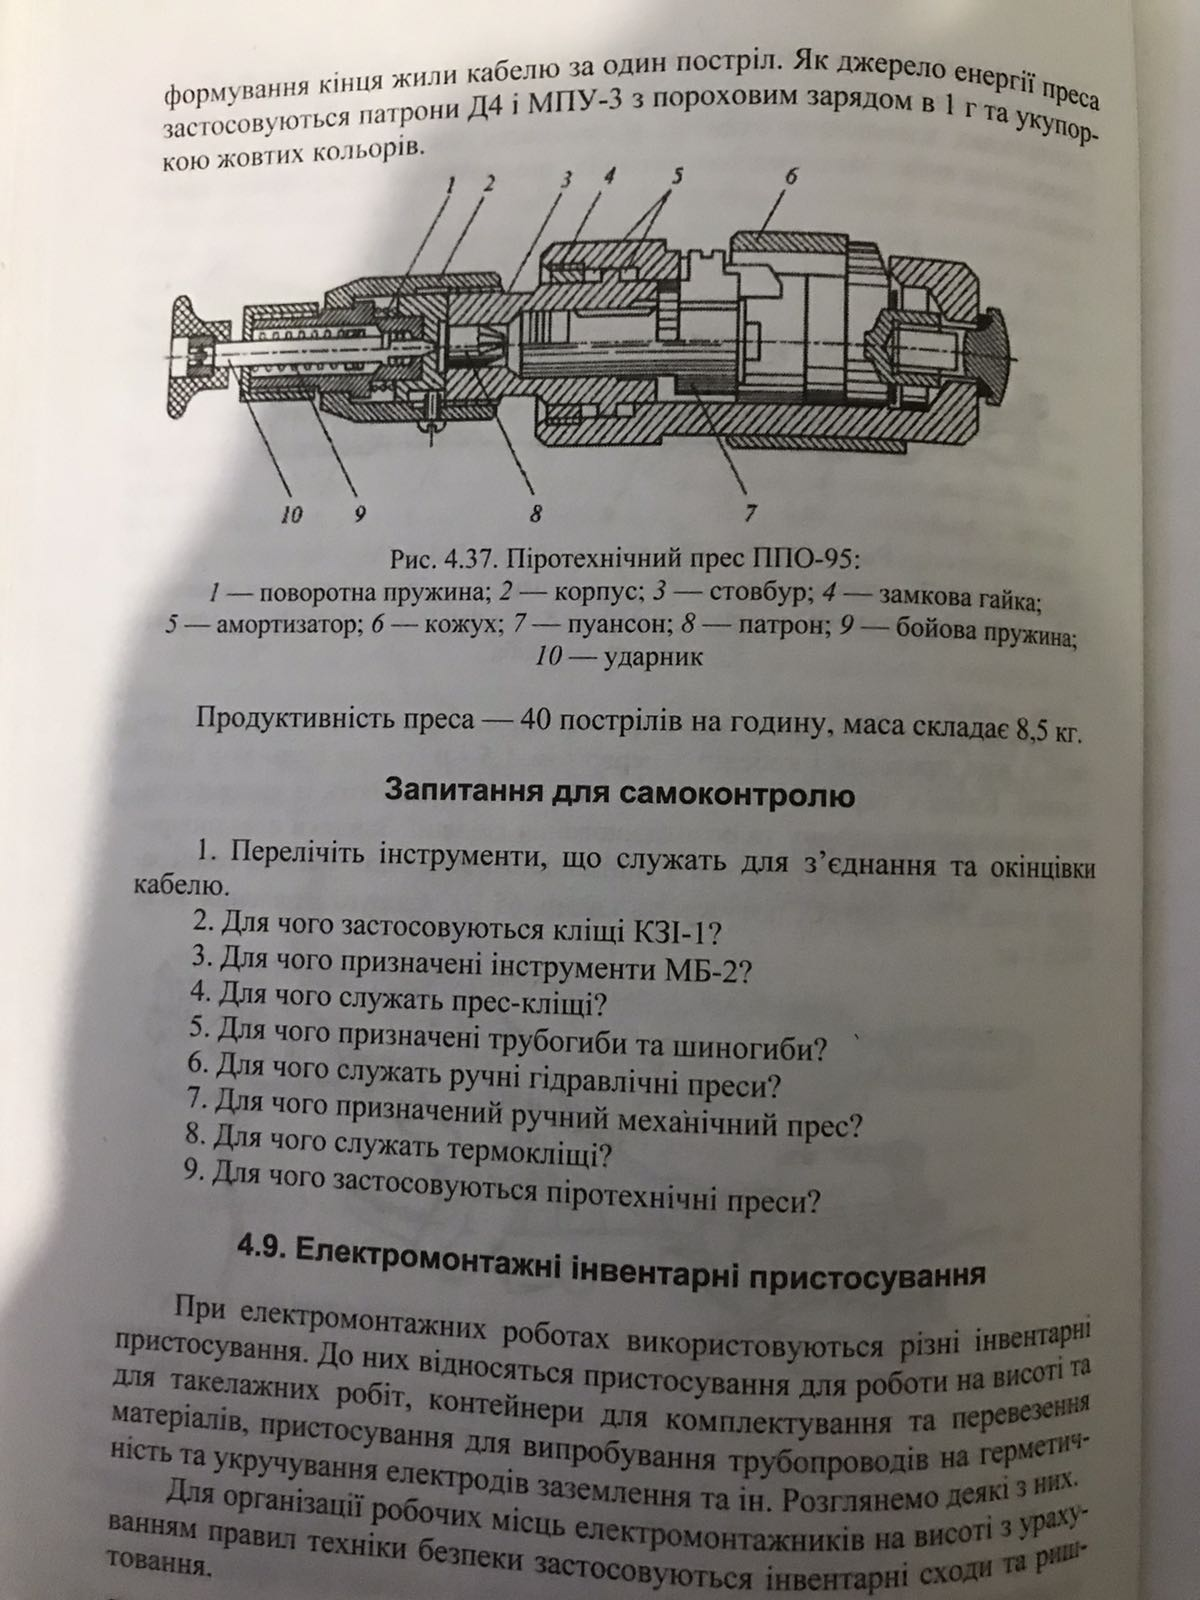 формування кінця жили кабелю за один постріл. Як джерело енергії преса
застосовуються патрони Д4 і МПУ-3 з пороховим зарядом в 1 г та укупор-
кою жовтих кольорів.
1 2 3 4 5 6
10 9 8 7
Рис. 4.37. Піротехнічний прес ППО-95:
1 — поворотна пружина; 2 — корпус; 3 — стовбур; 4 — замкова гайка;
5 — амортизатор; 6 — кожух; 7 — пуансон; 8 — патрон; 9 — бойова пружина;
10 — ударник
Продуктивність преса — 40 пострілів на годину, маса складає 8,5 кг.
Запитання для самоконтролю
1. Перелічіть інструменти, що служать для з’єднання та окінцівки
кабелю.
2. Для чого застосовуються кліщі КЗІ-1?
3. Для чого призначені інструменти МБ-2?
4. Для чого служать прес-кліщі?
5. Для чого призначені трубогиби та шиногиби?
6. Для чого служать ручні гідравлічні преси?
7. Для чого призначений ручний механічний прес?
8. Для чого служать термокліщі?
9. Для чого застосовуються піротехнічні преси?
4.9. Електромонтажні інвентарні пристосування
При електромонтажних роботах використовуються різні інвентарні
пристосування. До них відносяться пристосування для роботи на висоті та
для такелажних робіт, контейнери для комплектування та перевезення
матеріалів, пристосування для випробування трубопроводів на герметич-
ність та укручування електродів заземлення та ін. Розглянемо деякі з них.
Для організації робочих місць електромонтажників на висоті з ураху-
ванням правил техніки безпеки застосовуються інвентарні сходи та риш-
товання.